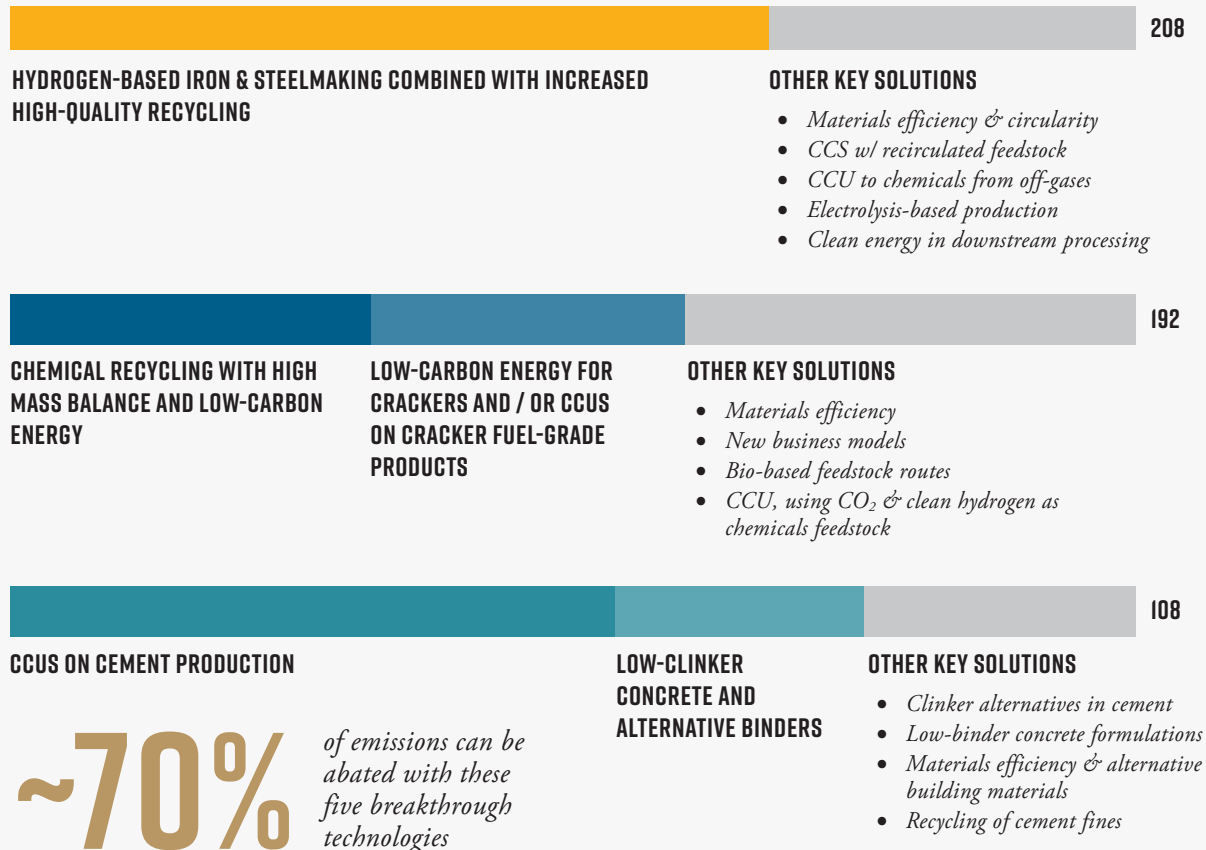 208
HYDROGEN-BASED IRON & STEELMAKING COMBINED WITH INCREASED
HIGH-QUALITY RECYCLING
OTHER KEY SOLUTIONS
• Materials efficiency & circularity
• CCS w/ recirculated feedstock
• CCU to chemicals from off-gases
• Electrolysis-based production
• Clean energy in downstream processing
192
CHEMICAL RECYCLING WITH HIGH
MASS BALANCE AND LOW-CARBON
ENERGY
LOW-CARBON ENERGY FOR
CRACKERS AND / OR CCUS
ON CRACKER FUEL-GRADE
PRODUCTS
OTHER KEY SOLUTIONS
• Materials efficiency
• New business models
• Bio-based feedstock routes
• CCU, using CO₂ & clean hydrogen as
chemicals feedstock
108
CCUS ON CEMENT PRODUCTION
LOW-CLINKER
CONCRETE AND
ALTERNATIVE BINDERS
OTHER KEY SOLUTIONS
• Clinker alternatives in cement
• Low-binder concrete formulations
• Materials efficiency & alternative
building materials
• Recycling of cement fines
~70%
of emissions can be
abated with these
five breakthrough
technologies